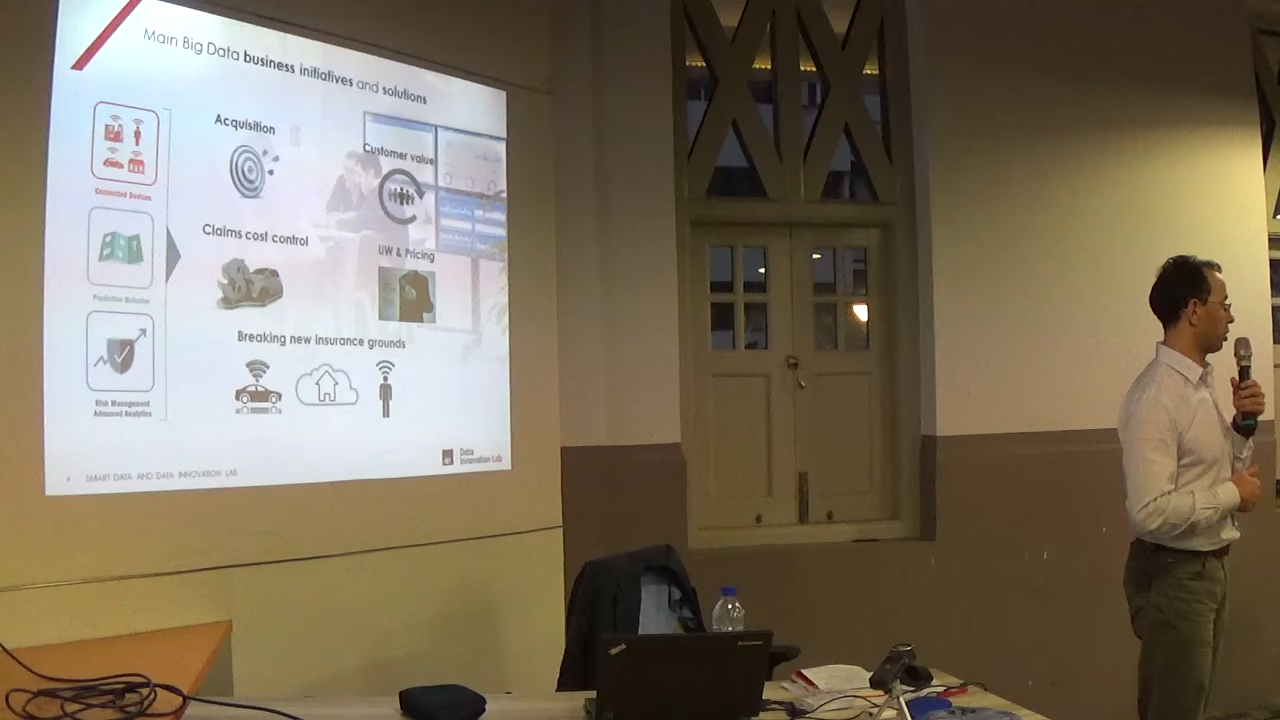 Main Big Data business initiatives and solutions
Connected Devices
Predictive Behavior
Risk Management
Advanced Analytics
Acquisition
Customer value
Claims cost control
UW & Pricing
Breaking new insurance grounds
SMART DATA AND DATA INNOVATION LAB
Data
Innovation Lab